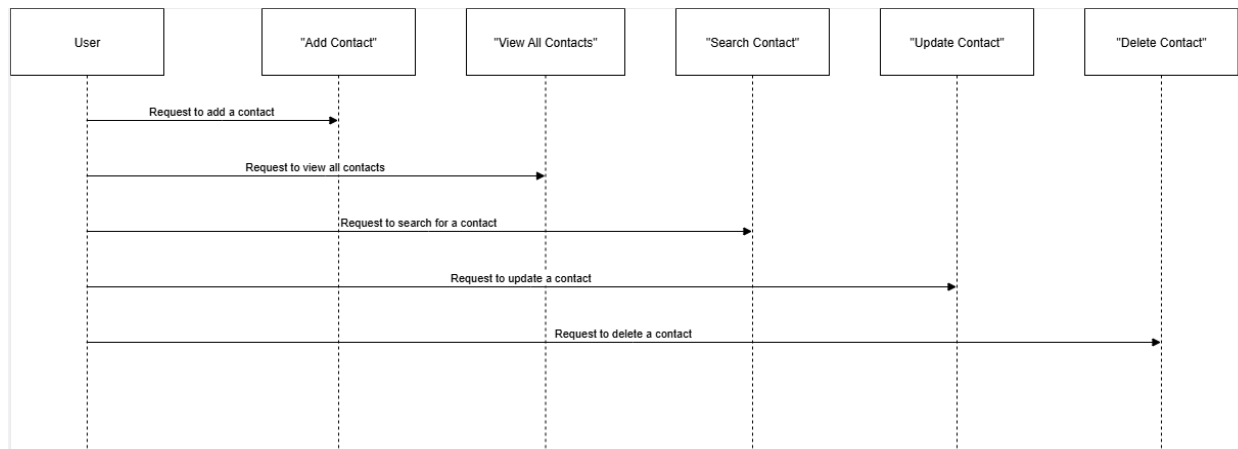 User
"Add Contact"
"View All Contacts"
"Search Contact"
"Update Contact"
"Delete Contact"
Request to add a contact
Request to view all contacts
Request to search for a contact
Request to update a contact
Request to delete a contact